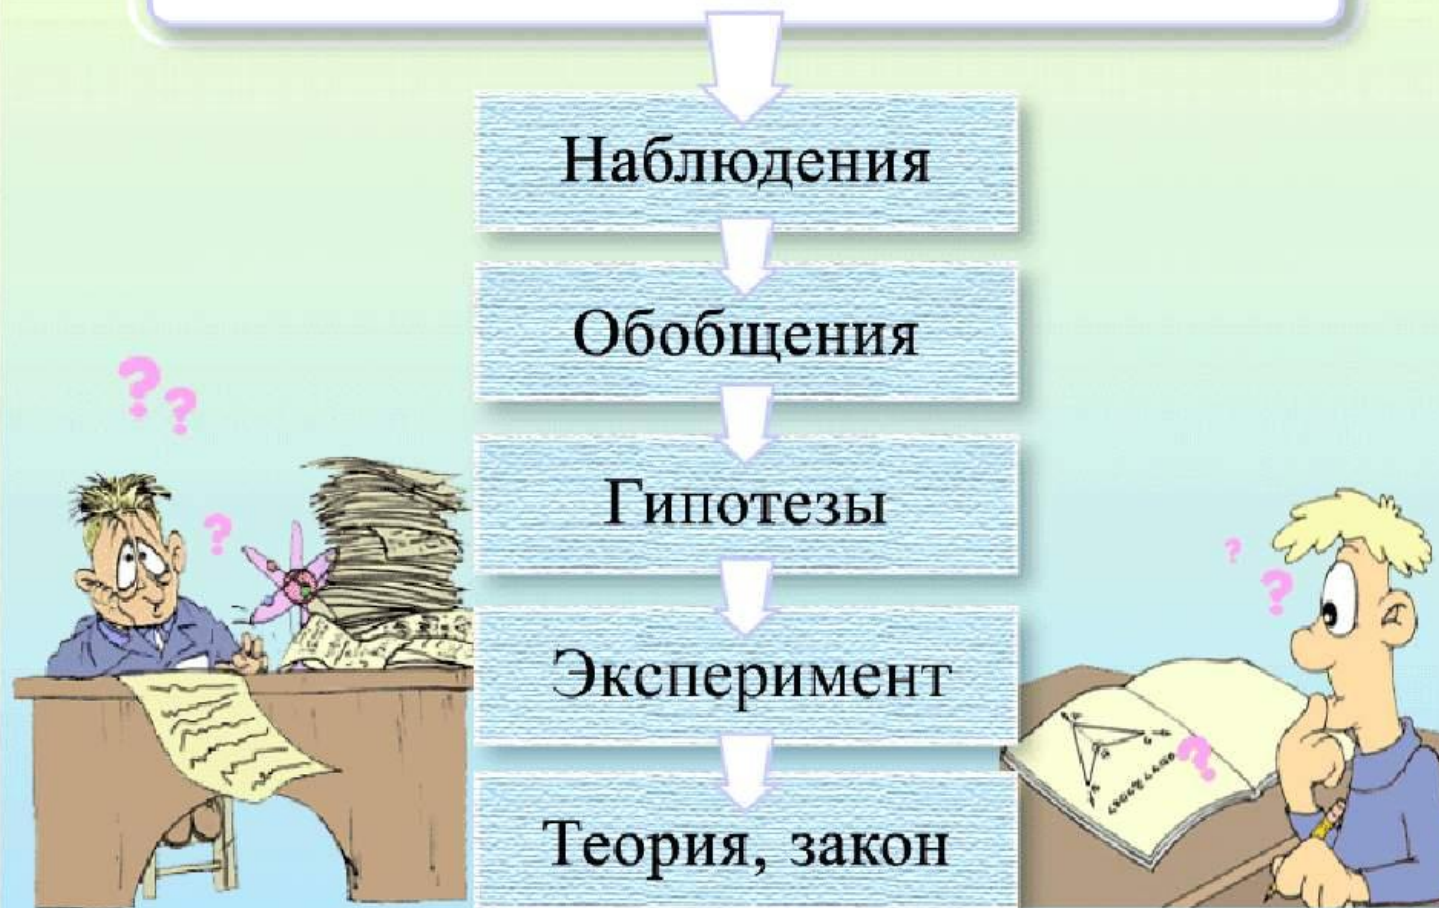 Наблюдения
Обобщения
Гипотезы
Эксперимент
Теория, закон